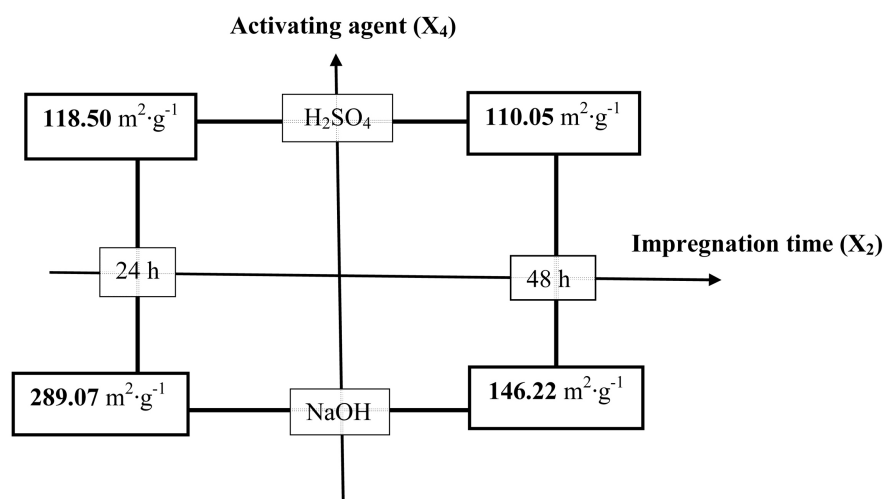 Activating agent (X₄)
118.50 m²·g⁻¹
H₂SO₄
110.05 m²·g⁻¹
Impregnation time (X₂)
24 h
48 h
289.07 m²·g⁻¹
NaOH
146.22 m²·g⁻¹